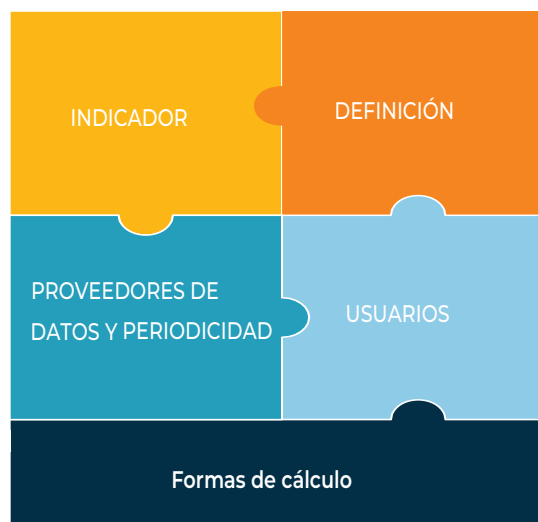 INDICADOR
DEFINICIÓN
PROVEEDORES DE
DATOS Y PERIODICIDAD
USUARIOS
Formas de cálculo